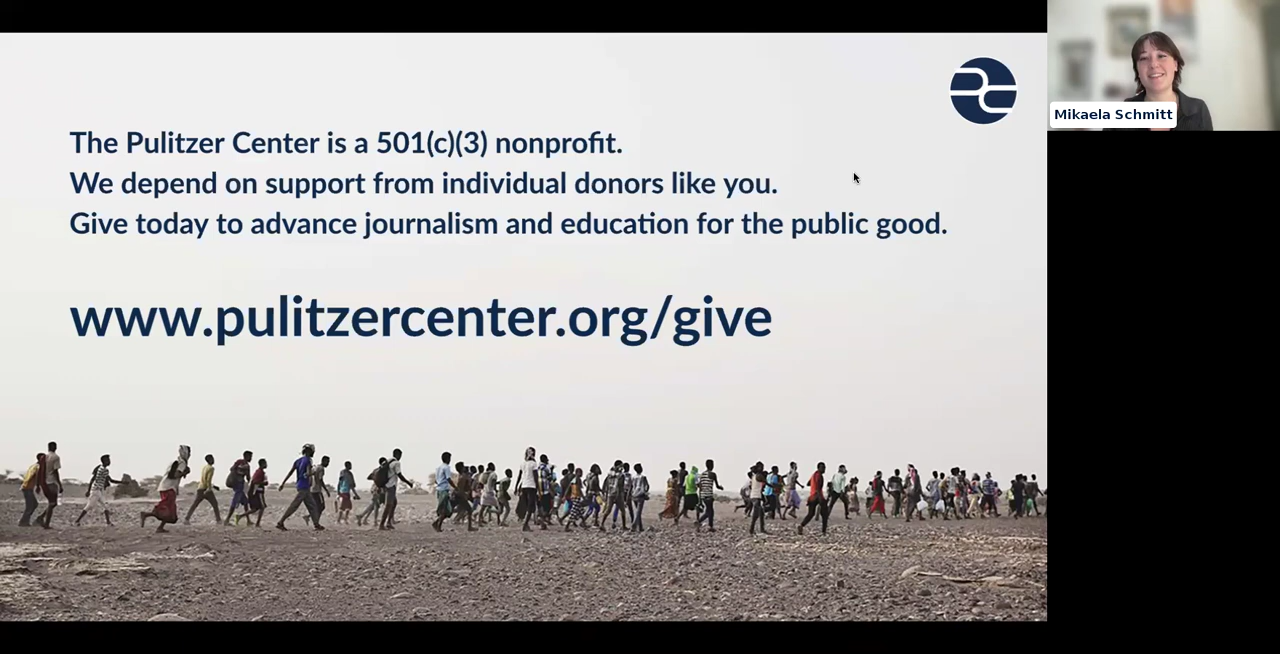 The Pulitzer Center is a 501(c)(3) nonprofit.
We depend on support from individual donors like you.
Give today to advance journalism and education for the public good.
www.pulitzercenter.org/give
Mikaela Schmitt